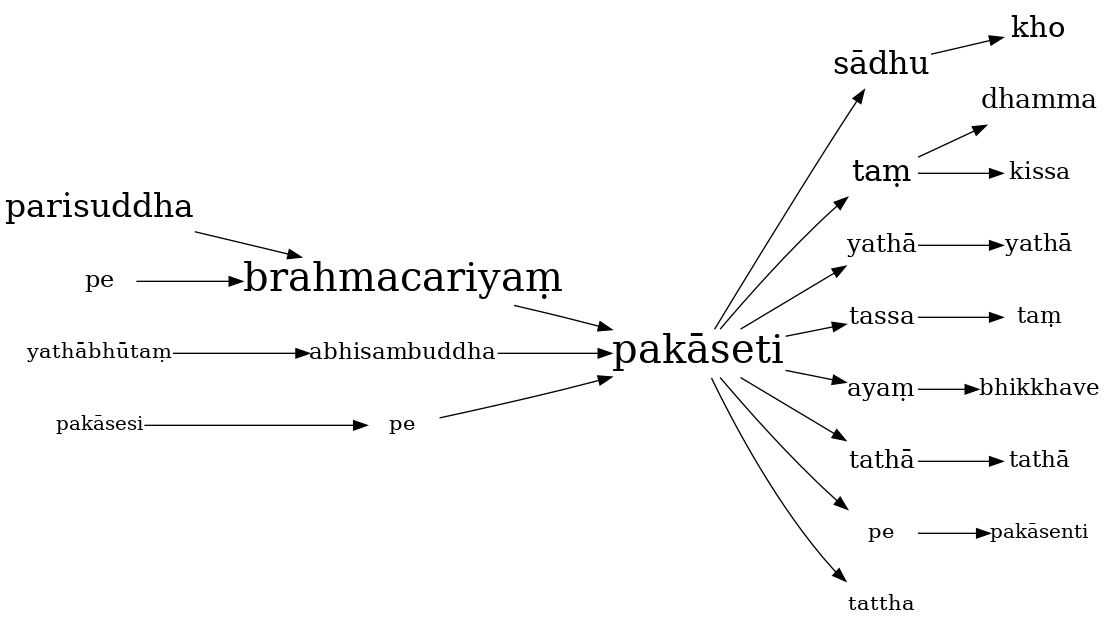 kho
sādhu
dhamma
taṃ
kissa
parisuddha
yathā
yathā
pe
brahmacariyaṃ
tassa
taṃ
yathābhūtaṃ
abhisambuddha
pakāseti
ayaṃ
bhikkhave
pakāsesi
pe
tathā
tathā
pe
pakāsenti
tattha